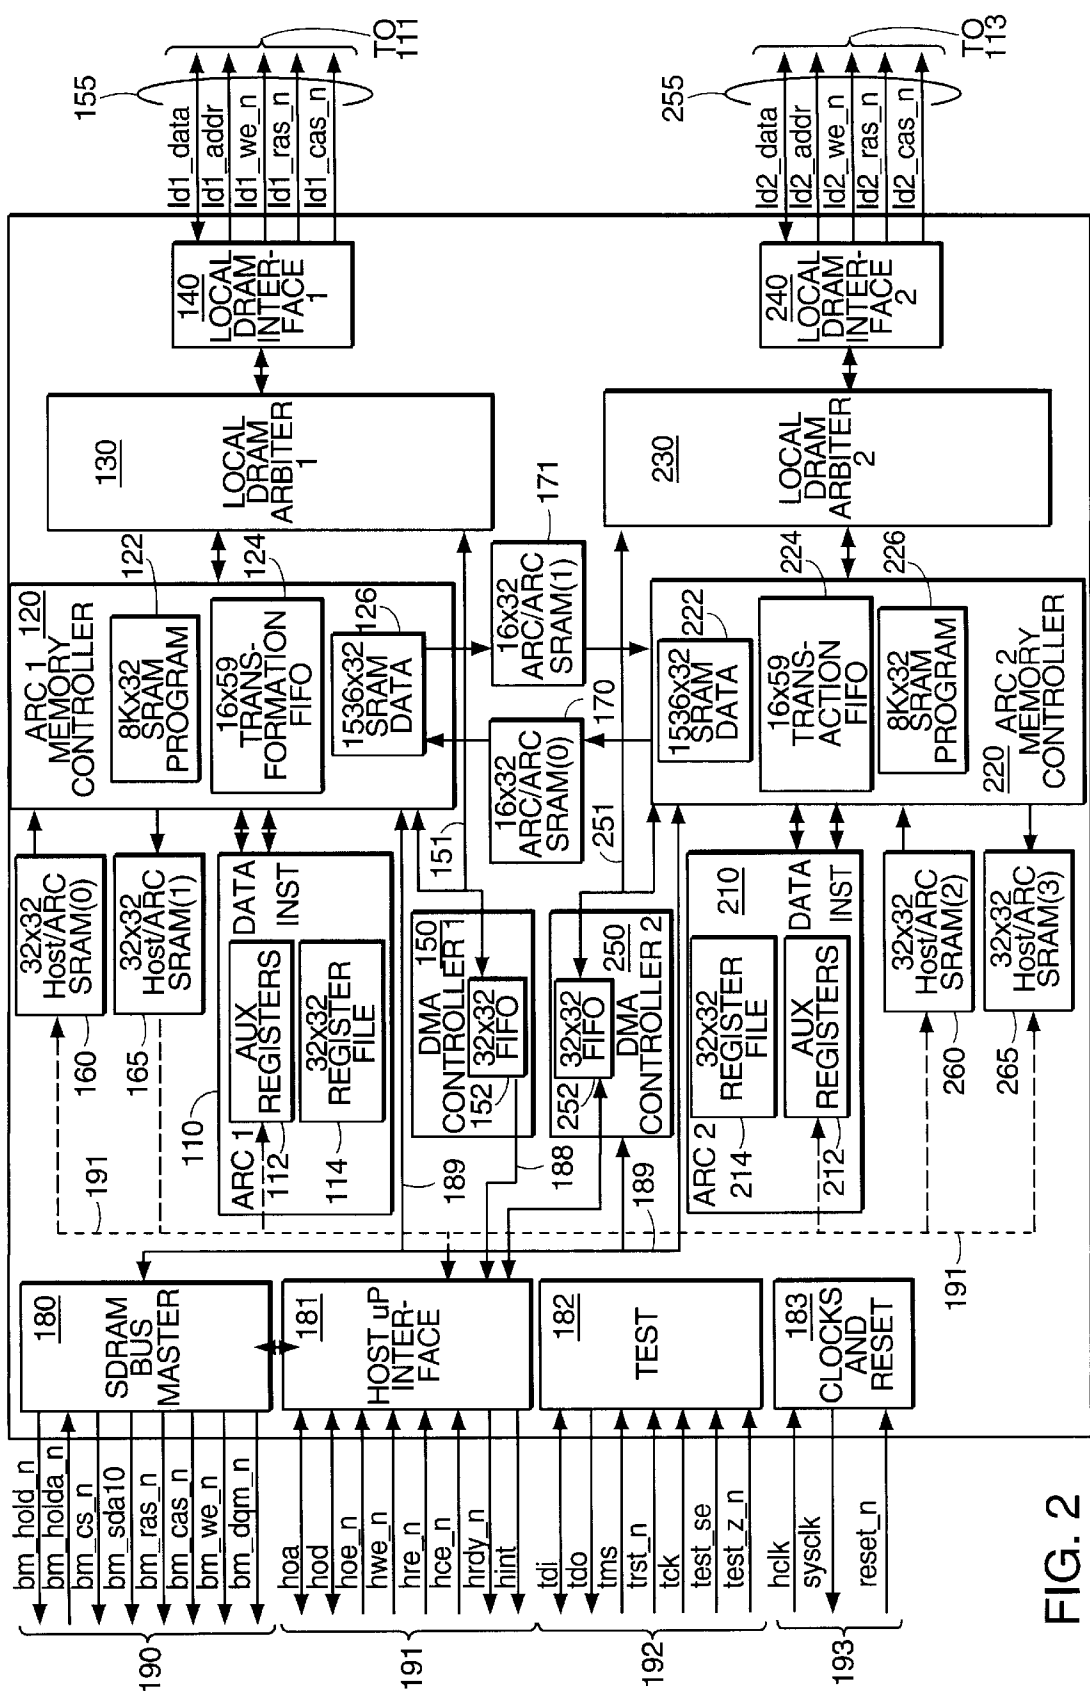 bm_hold_n
bm_holda_n
bm_cs_n
bm_sda10
bm_ras_n
bm_cas_n
bm_we_n
bm_dqm_n
190
hoa
hod
hoe_n
hwe_n
hre_n
hce_n
hrdy_n
hint
191
tdi
tdo
tms
trst_n
tck
test_se
test_z_n
192
hclk
sysclk
reset_n
193
180
SDRAM
BUS
MASTER
181
HOST uP
INTER-
FACE
182
TEST
183
CLOCKS
AND
RESET
191
189
188
189
191
160
32x32
Host/ARC
SRAM(0)
165
32x32
Host/ARC
SRAM(1)
110
ARC 1
112
AUX
REGISTERS
114
32x32
REGISTER
FILE
DATA
INST
DMA
CONTROLLER 1
150
152
32x32
FIFO
151
252
32x32
FIFO
250
DMA
CONTROLLER 2
251
ARC 2
210
214
32x32
REGISTER
FILE
212
AUX
REGISTERS
DATA
INST
260
32x32
Host/ARC
SRAM(2)
265
32x32
Host/ARC
SRAM(3)
ARC 1
120
MEMORY
CONTROLLER
8Kx32
SRAM
PROGRAM
122
16x59
TRANS-
FORMATION
FIFO
124
1536x32
SRAM
DATA
126
16x32
ARC/ARC
SRAM(0)
170
16x32
ARC/ARC
SRAM(1)
171
1536x32
SRAM
DATA
222
16x59
TRANS-
ACTION
FIFO
224
8Kx32
SRAM
PROGRAM
226
220
ARC 2
MEMORY
CONTROLLER
130
LOCAL
DRAM
ARBITER
1
230
LOCAL
DRAM
ARBITER
2
140
LOCAL
DRAM
INTER-
FACE
1
240
LOCAL
DRAM
INTER-
FACE
2
155
ld1_data
ld1_addr
ld1_we_n
ld1_ras_n
ld1_cas_n
TO
111
255
ld2_data
ld2_addr
ld2_we_n
ld2_ras_n
ld2_cas_n
TO
113
FIG. 2